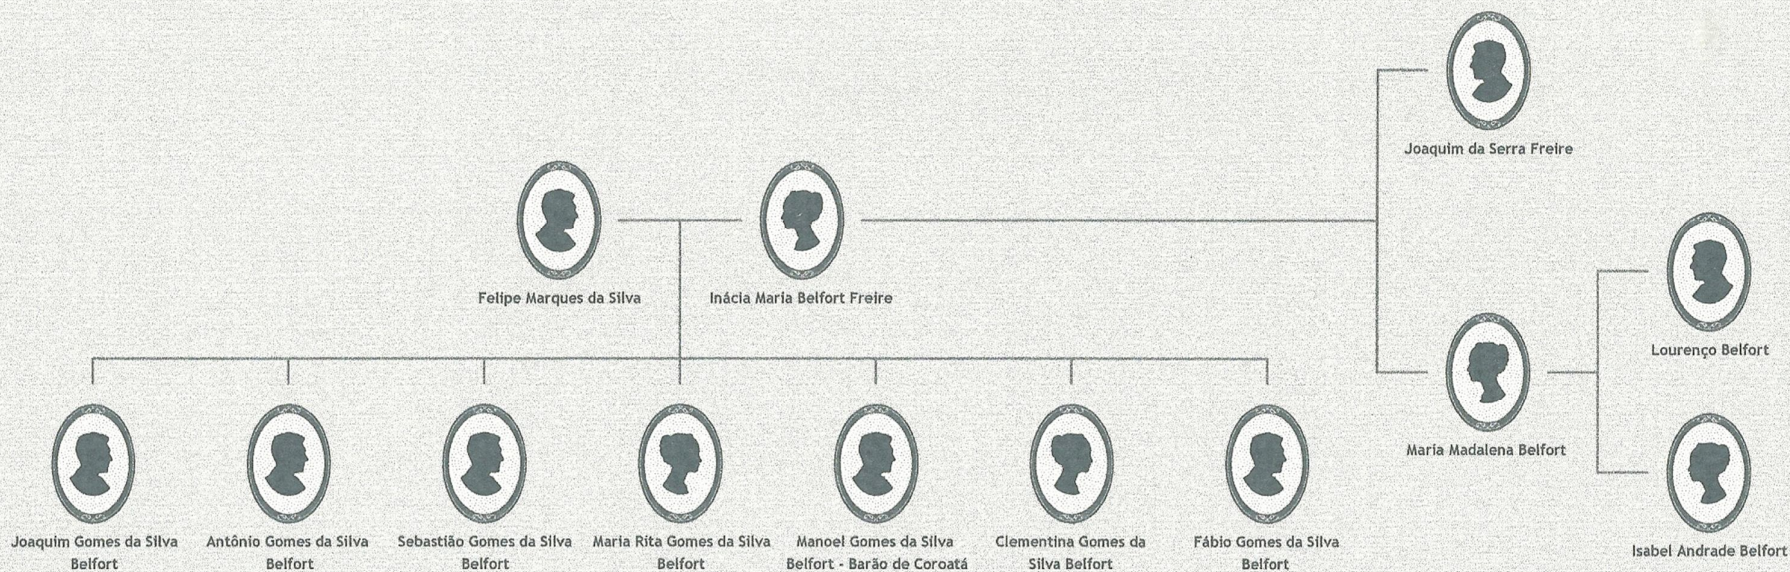 Joaquim da Serra Freire
Felipe Marques da Silva
Inácia Maria Belfort Freire
Lourenço Belfort
Maria Madalena Belfort
Isabel Andrade Belfort
Joaquim Gomes da Silva
Belfort
Antônio Gomes da Silva
Belfort
Sebastião Gomes da Silva
Belfort
Maria Rita Gomes da Silva
Belfort
Manoel Gomes da Silva
Belfort - Barão de Coroatá
Clementina Gomes da
Silva Belfort
Fábio Gomes da Silva
Belfort